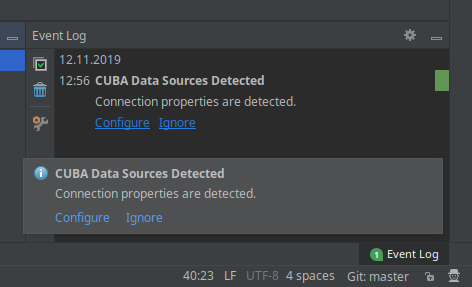 Event Log
12.11.2019
12:56 CUBA Data Sources Detected
Connection properties are detected.
Configure Ignore
CUBA Data Sources Detected
Connection properties are detected.
Configure Ignore
1 Event Log
40:23 LF UTF-8 4 spaces Git: master